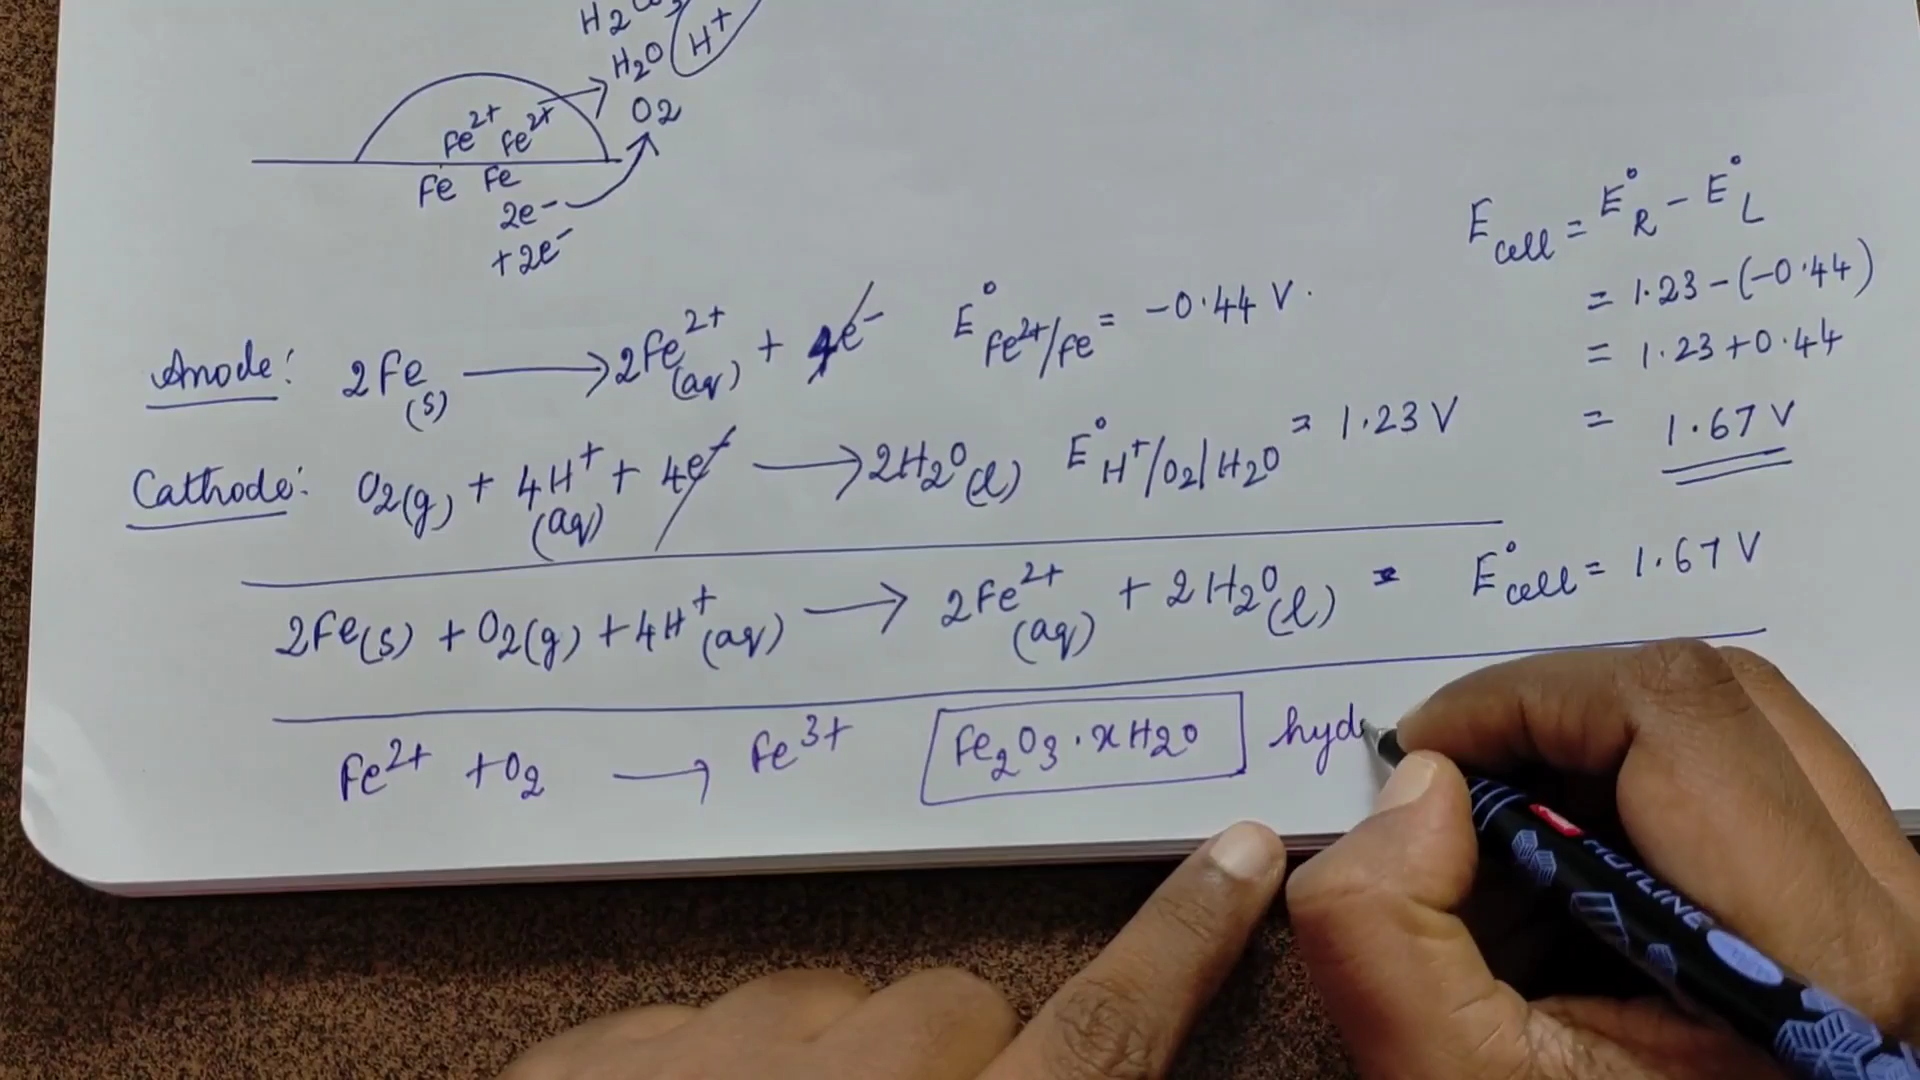 H2O H+
O2
Fe2+ Fe2+
Fe Fe
2e-
+2e-
Ecell = E°R - E°L
= 1.23 - (-0.44)
= 1.23 + 0.44
= 1.67 V
Anode: 2Fe(s) → 2Fe2+(aq) + 4e- E°Fe2+/Fe = -0.44 V.
Cathode: O2(g) + 4H+(aq) + 4e- → 2H2O(l) E°H+/O2/H2O = 1.23 V
2Fe(s) + O2(g) + 4H+(aq) → 2Fe2+(aq) + 2H2O(l) E°cell = 1.67 V
Fe2+ + O2 → Fe3+ Fe2O3.xH2O hyd
HOTLINE